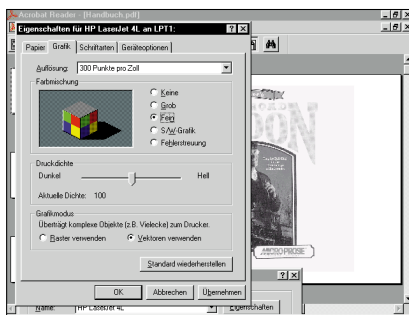 Acrobat Reader - [Handbuch.pdf]
Eigenschaften für HP LaserJet 4L an LPT1:
Papier Grafik Schriftarten Geräteoptionen
Auflösung: 300 Punkte pro Zoll
Farbmischung
Keine
Grob
Fein
S/W-Grafik
Fehlerstreuung
Druckdichte
Dunkel Hell
Aktuelle Dichte: 100
Grafikmodus
Überträgt komplexe Objekte (z.B. Vielecke) zum Drucker.
Raster verwenden Vektoren verwenden
Standard wiederherstellen
OK Abbrechen Übernehmen
MICROPROSE
Name: HP LaserJet 4L Eigenschaften